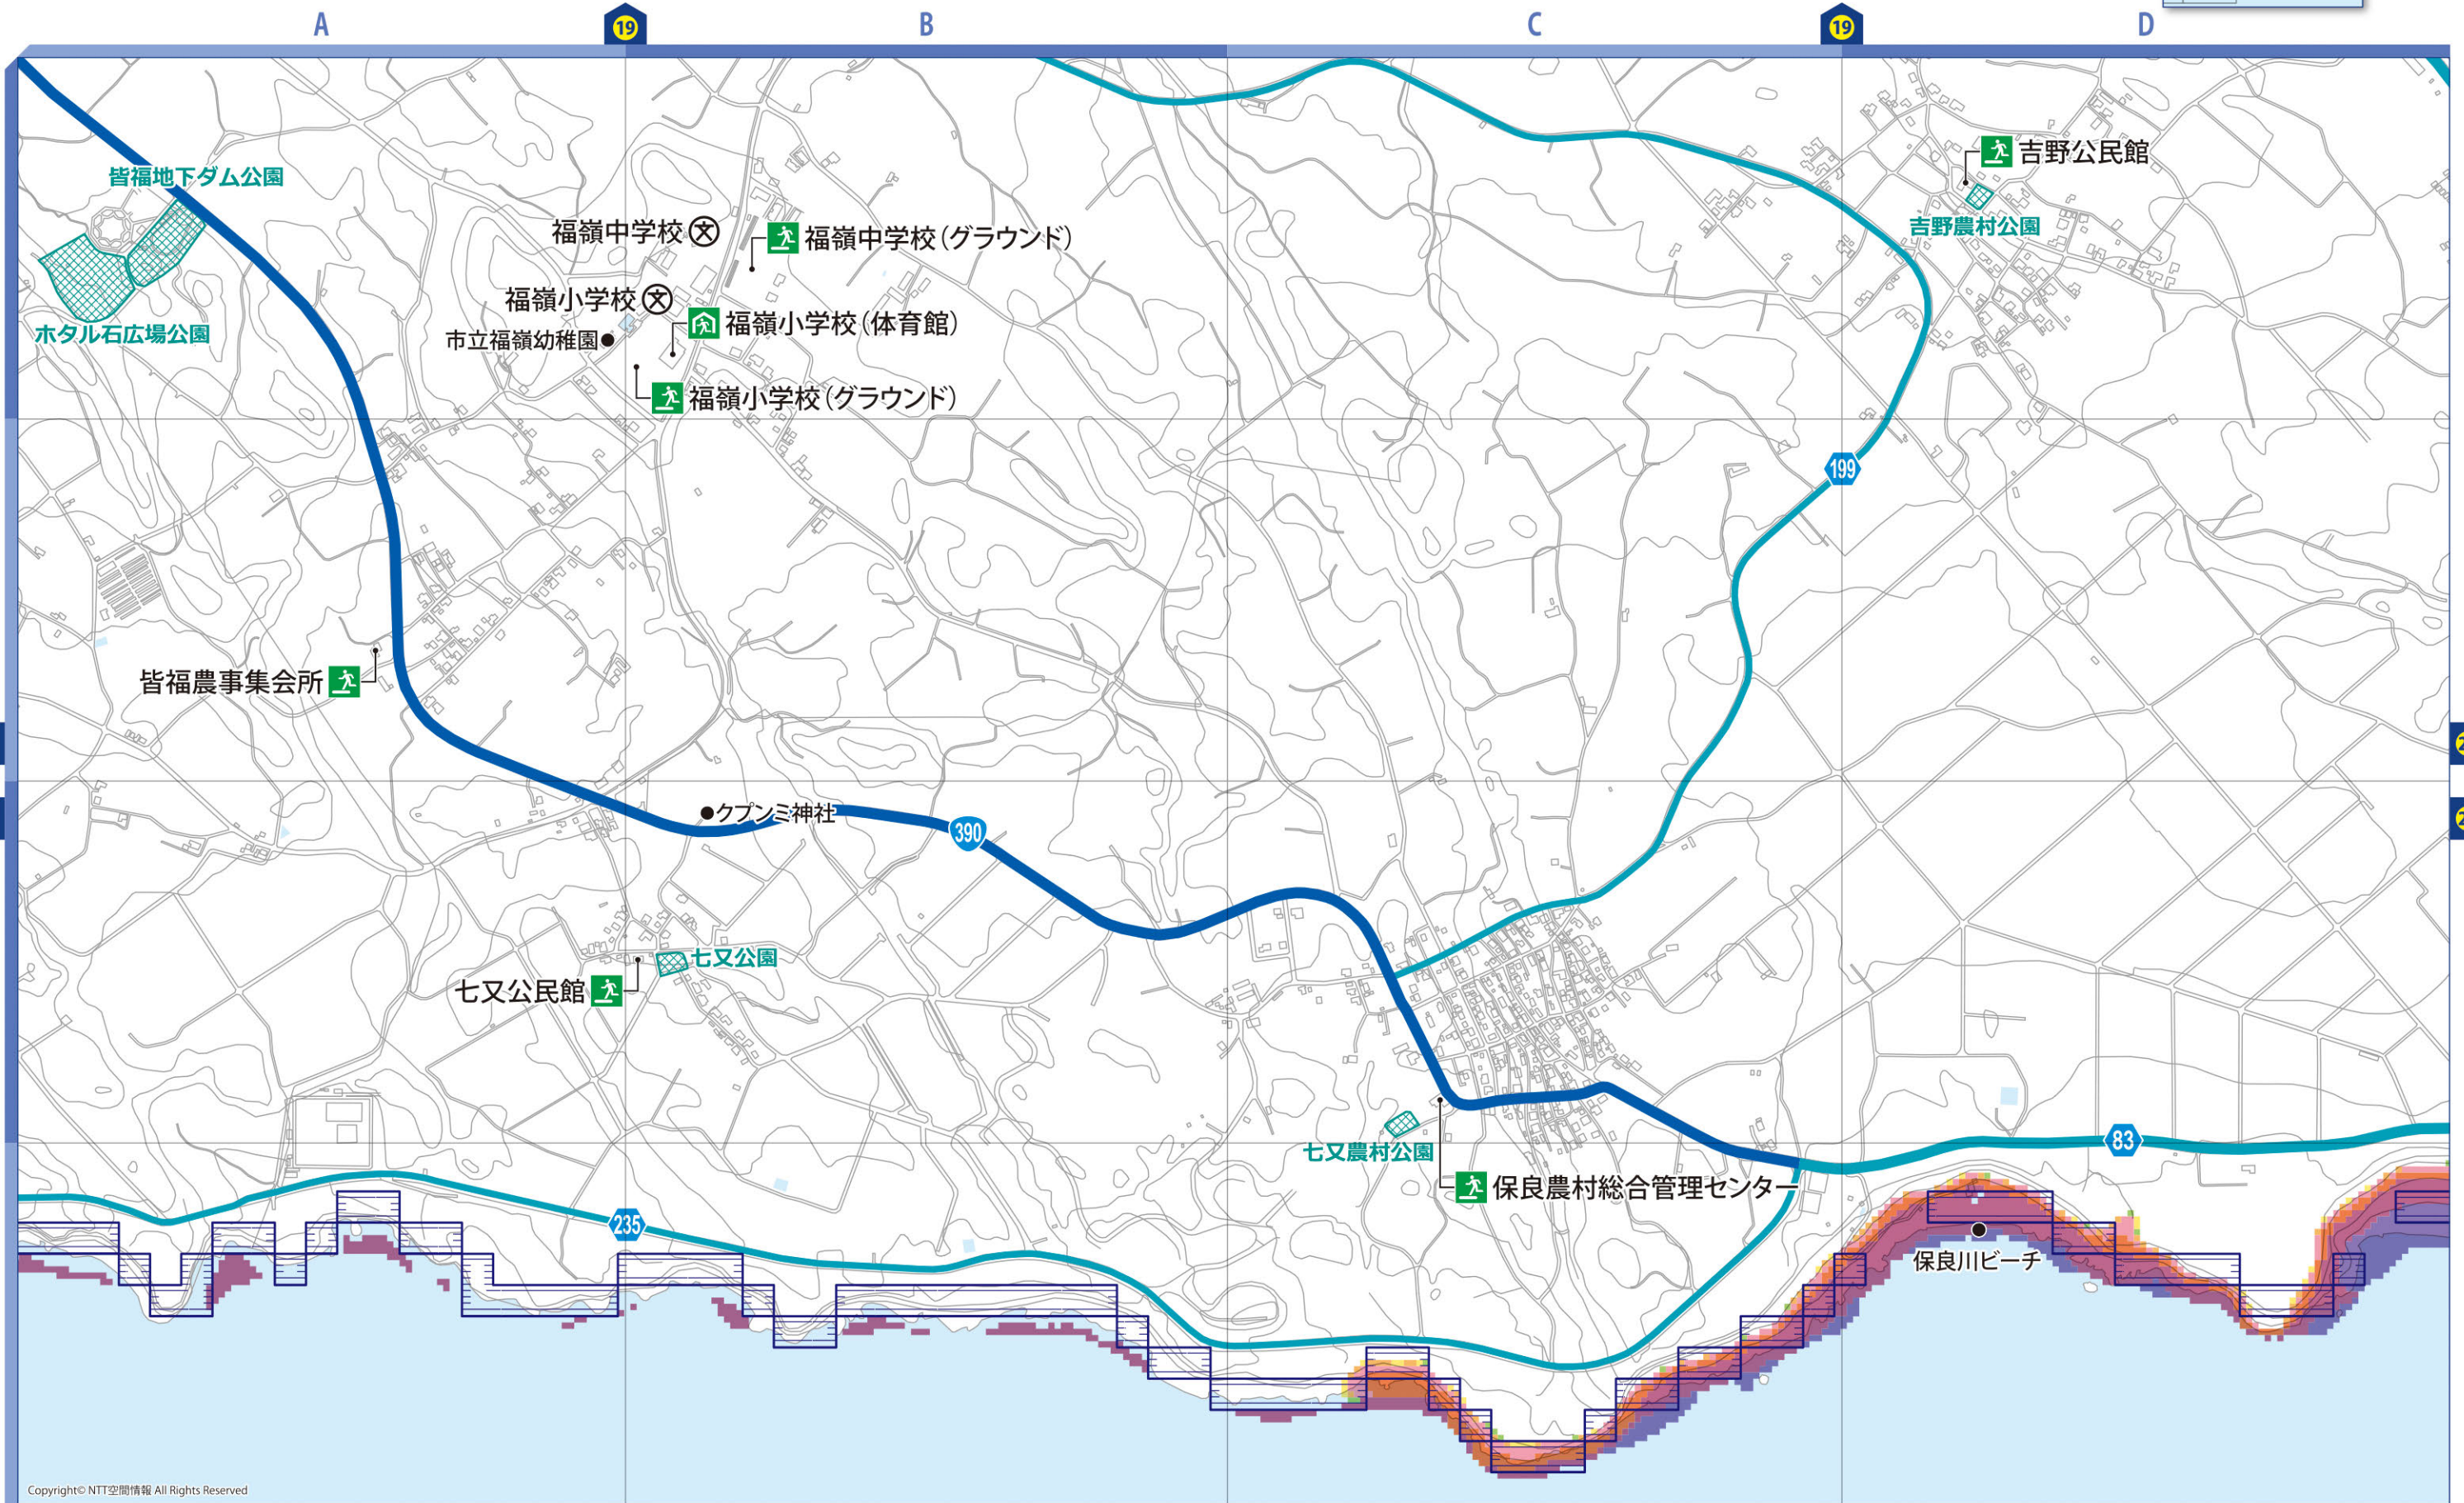 A
19
B
C
19
D
皆福地下ダム公園
ホタル石広場公園
福嶺中学校
文
福嶺中学校（グラウンド）
福嶺小学校
文
福嶺小学校（体育館）
市立福嶺幼稚園
福嶺小学校（グラウンド）
吉野公民館
吉野農村公園
199
皆福農事集会所
クプンミ神社
390
七又公園
七又公民館
七又農村公園
保良農村総合管理センター
83
235
保良川ビーチ
Copyright© NTT空間情報 All Rights Reserved